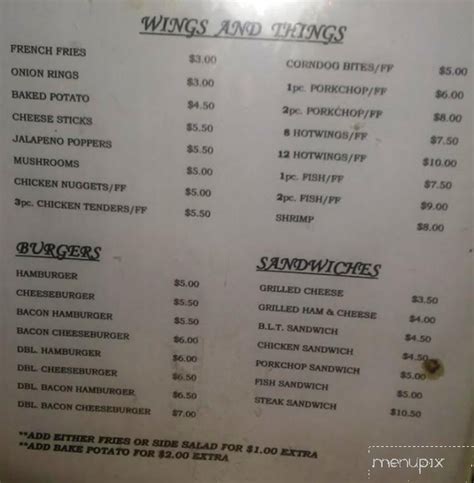 WINGS AND THINGS
FRENCH FRIES $3.00
ONION RINGS $3.00
BAKED POTATO $4.50
CHEESE STICKS $5.50
JALAPENO POPPERS $5.50
MUSHROOMS $5.50
CHICKEN NUGGETS/FF $5.50
3pc. CHICKEN TENDERS/FF $5.50
CORNDOG BITES/FF $5.00
1pc. PORKCHOP/FF $6.00
2pc. PORKCHOP/FF $8.00
8 HOTWINGS/FF $7.50
12 HOTWINGS/FF $10.00
1pc. FISH/FF $7.50
2pc. FISH/FF $9.00
SHRIMP $8.00
BURGERS
HAMBURGER $5.00
CHEESEBURGER $5.50
BACON HAMBURGER $5.50
BACON CHEESEBURGER $6.00
DBL. HAMBURGER $6.00
DBL. CHEESEBURGER $6.50
DBL. BACON HAMBURGER $6.50
DBL. BACON CHEESEBURGER $7.00
SANDWICHES
GRILLED CHEESE $3.50
GRILLED HAM & CHEESE $4.00
B.L.T. SANDWICH $4.50
CHICKEN SANDWICH $4.50
PORKCHOP SANDWICH $5.00
FISH SANDWICH $5.00
STEAK SANDWICH $10.50
**ADD EITHER FRIES OR SIDE SALAD FOR $1.00 EXTRA
**ADD BAKE POTATO FOR $2.00 EXTRA
menupix